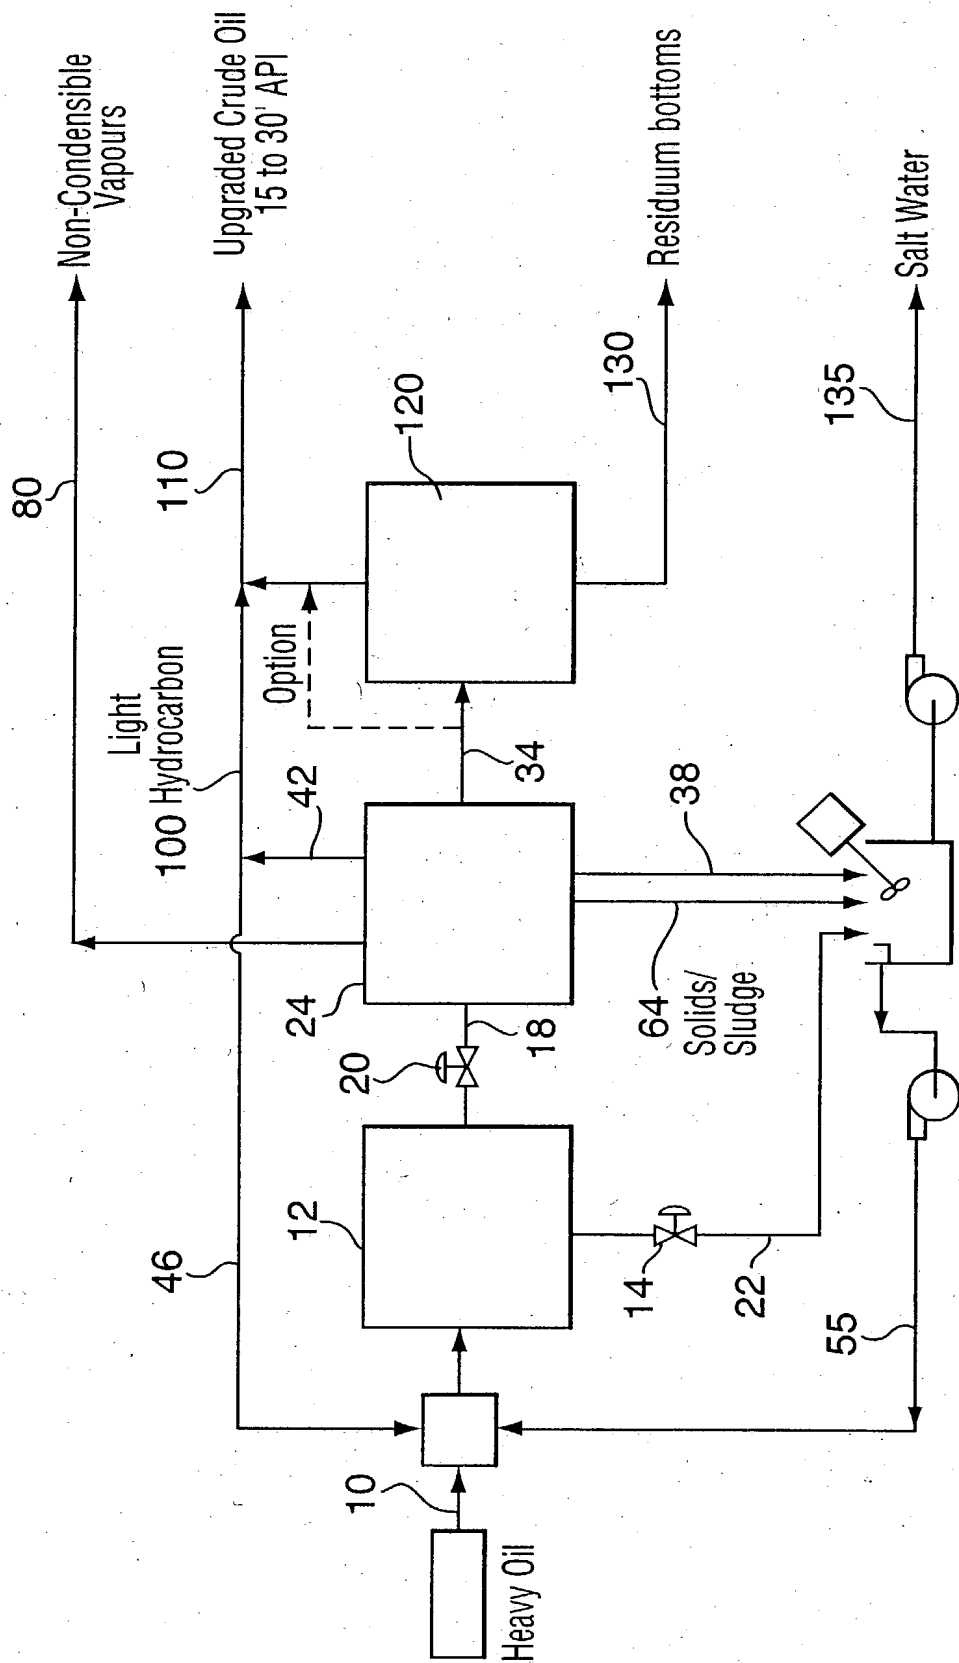 80
Non-Condensible
Vapours
Light
100 Hydrocarbon
110
Upgraded Crude Oil
15 to 30' API
46
42
Option
120
24
20
18
34
12
10
Heavy Oil
14
22
64
Solids/
Sludge
38
130
Residuum bottoms
55
135
Salt Water